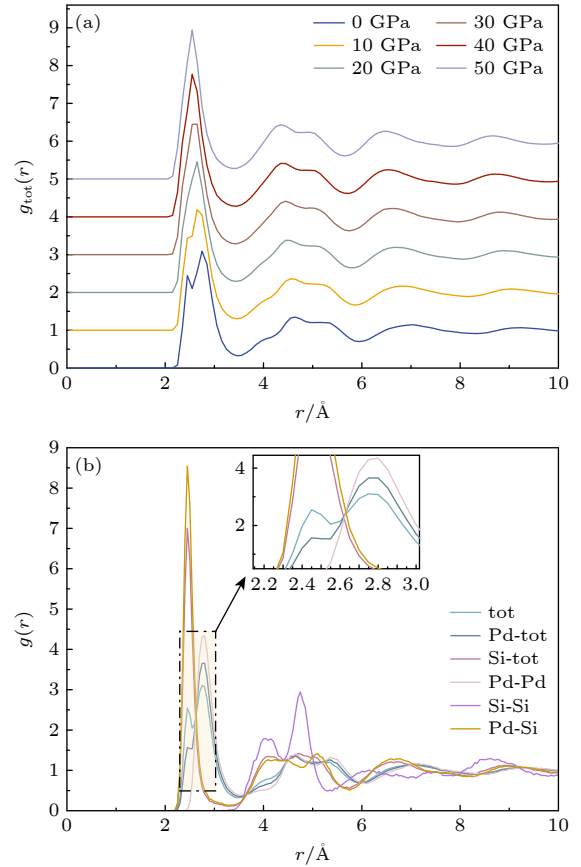 (a)
0 GPa
10 GPa
20 GPa
30 GPa
40 GPa
50 GPa
g_tot(r)
9
8
7
6
5
4
3
2
1
0
0 2 4 6 8 10
r/Å
(b)
g(r)
9
8
7
6
5
4
3
2
1
0
4
2
2.2 2.4 2.6 2.8 3.0
tot
Pd-tot
Si-tot
Pd-Pd
Si-Si
Pd-Si
0 2 4 6 8 10
r/Å